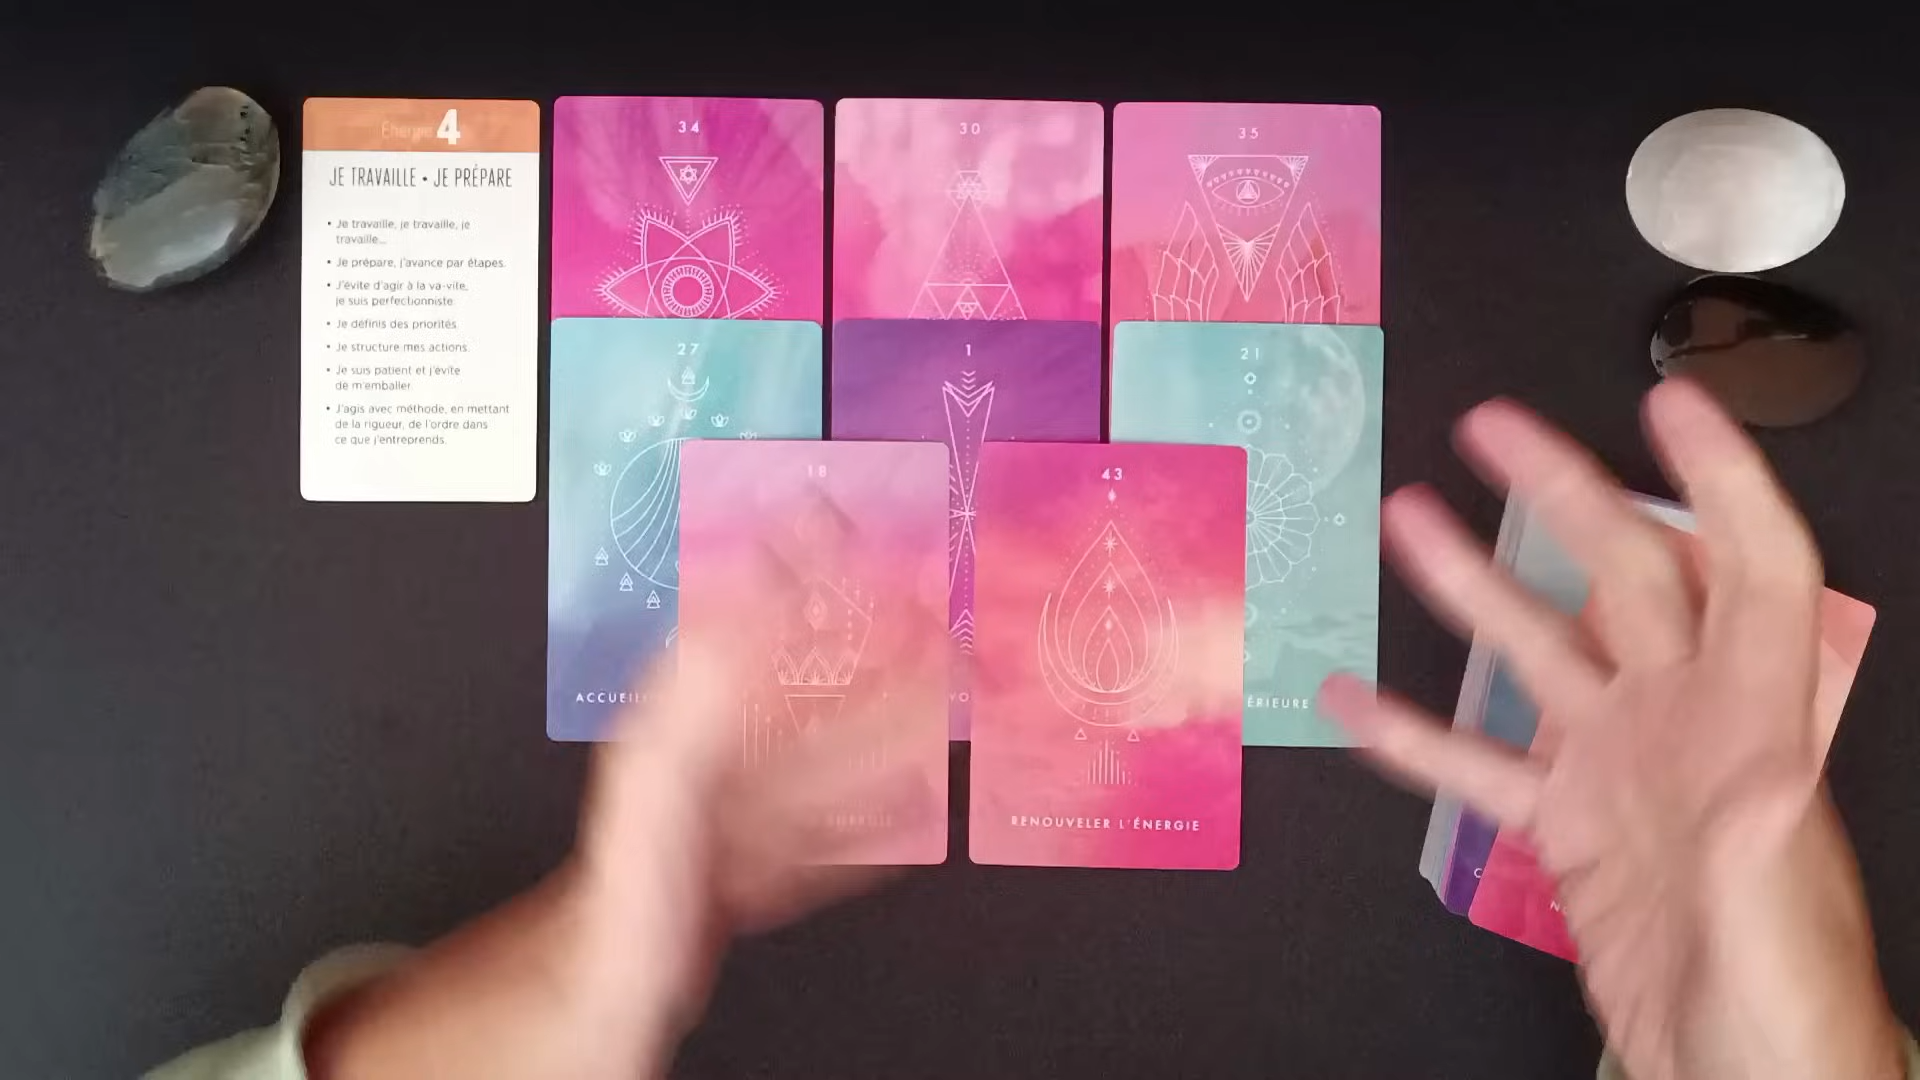 Énergie 4
JE TRAVAILLE • JE PRÉPARE
• Je travaille, je travaille, je
travaille...
• Je prépare, j'avance par étapes.
• J'évite d'agir à la va-vite,
je suis perfectionniste.
• Je définis des priorités.
• Je structure mes actions.
• Je suis patient et j'évite
de m'emballer.
• J'agis avec méthode, en mettant
de la rigueur, de l'ordre dans
ce que j'entreprends.
34
30
35
27
1
21
18
43
ACCUEIL
VO
ÉRIEURE
RENOUVELER L'ÉNERGIE
C